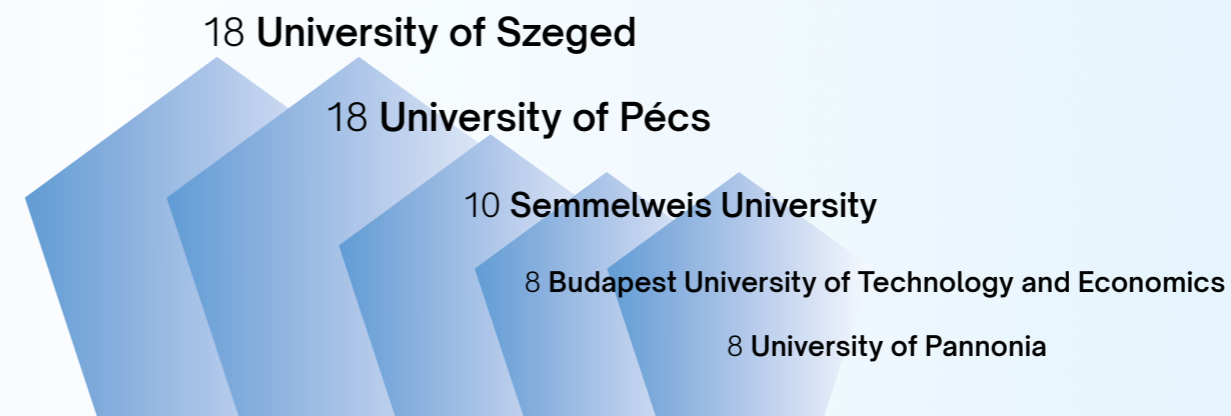 18 University of Szeged
18 University of Pécs
10 Semmelweis University
8 Budapest University of Technology and Economics
8 University of Pannonia